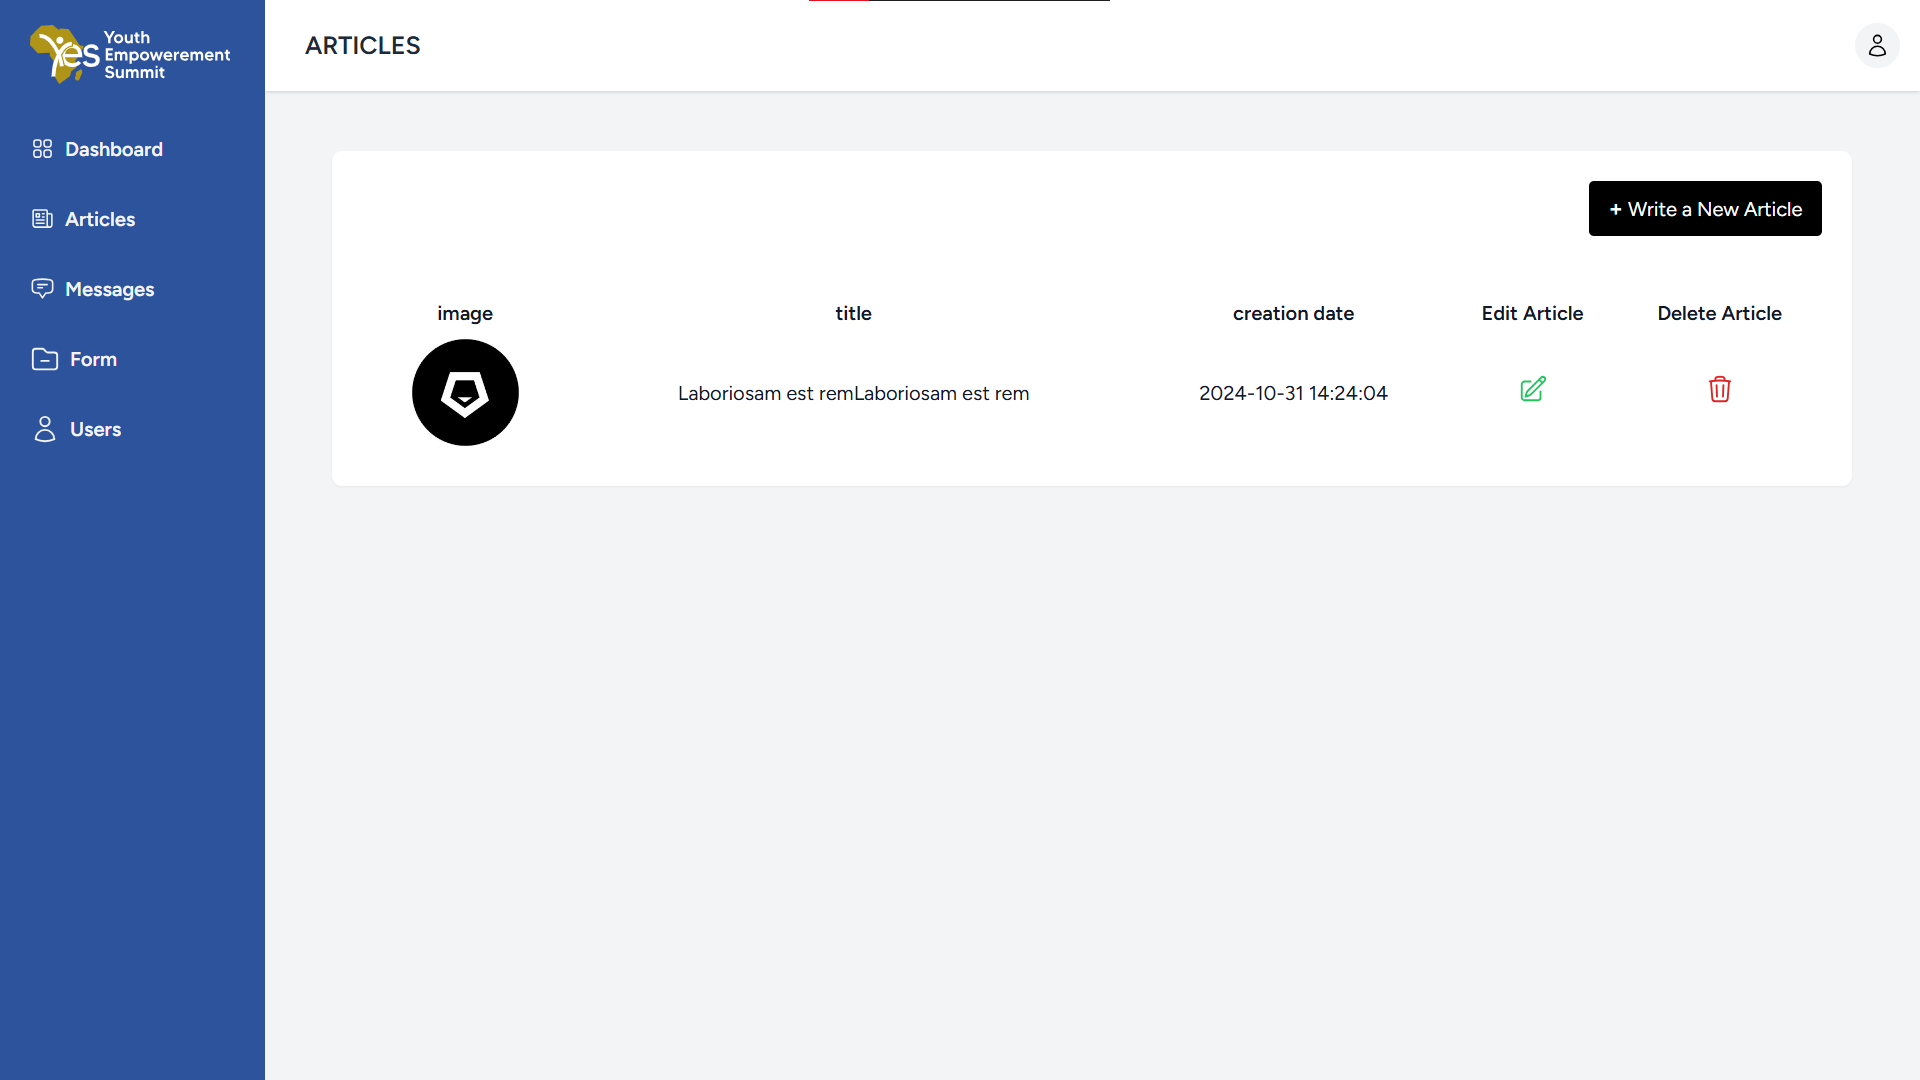 Yes Youth
Empowerement
Summit
ARTICLES
Dashboard
Articles
Messages
Form
Users
+ Write a New Article
image title creation date Edit Article Delete Article
Laboriosam est remLaboriosam est rem 2024-10-31 14:24:04